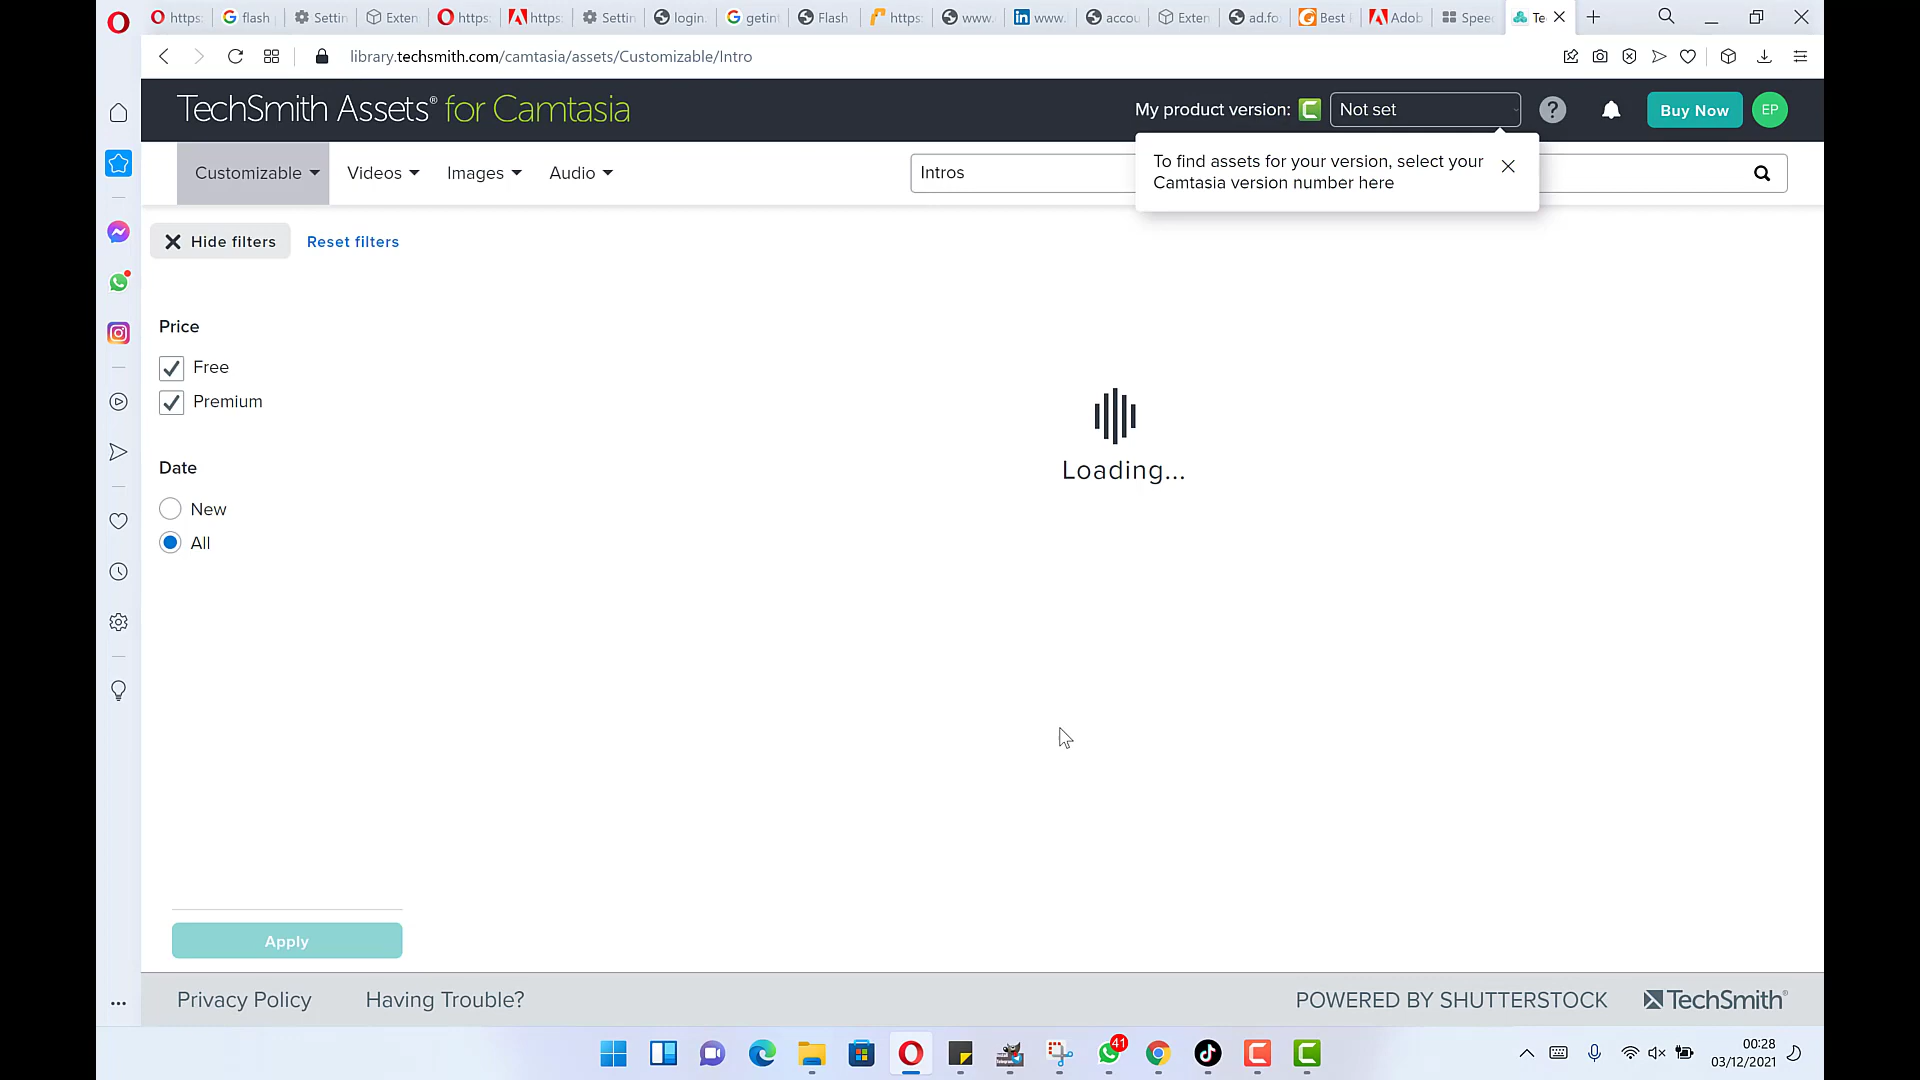 https:
flash
Settin
Exten
https:
https:
Settin
login.
getint
Flash
https:
www.
www.
accou
Exten
ad.fo
Best
Adob
Spee
Te
library.techsmith.com/camtasia/assets/Customizable/Intro
TechSmith Assets® for Camtasia
My product version:
Not set
Buy Now
EP
Customizable
Videos
Images
Audio
Intros
To find assets for your version, select your
Camtasia version number here
Hide filters
Reset filters
Price
Free
Premium
Loading...
Date
New
All
Apply
Privacy Policy
Having Trouble?
POWERED BY SHUTTERSTOCK
TechSmith®
41
00:28
03/12/2021